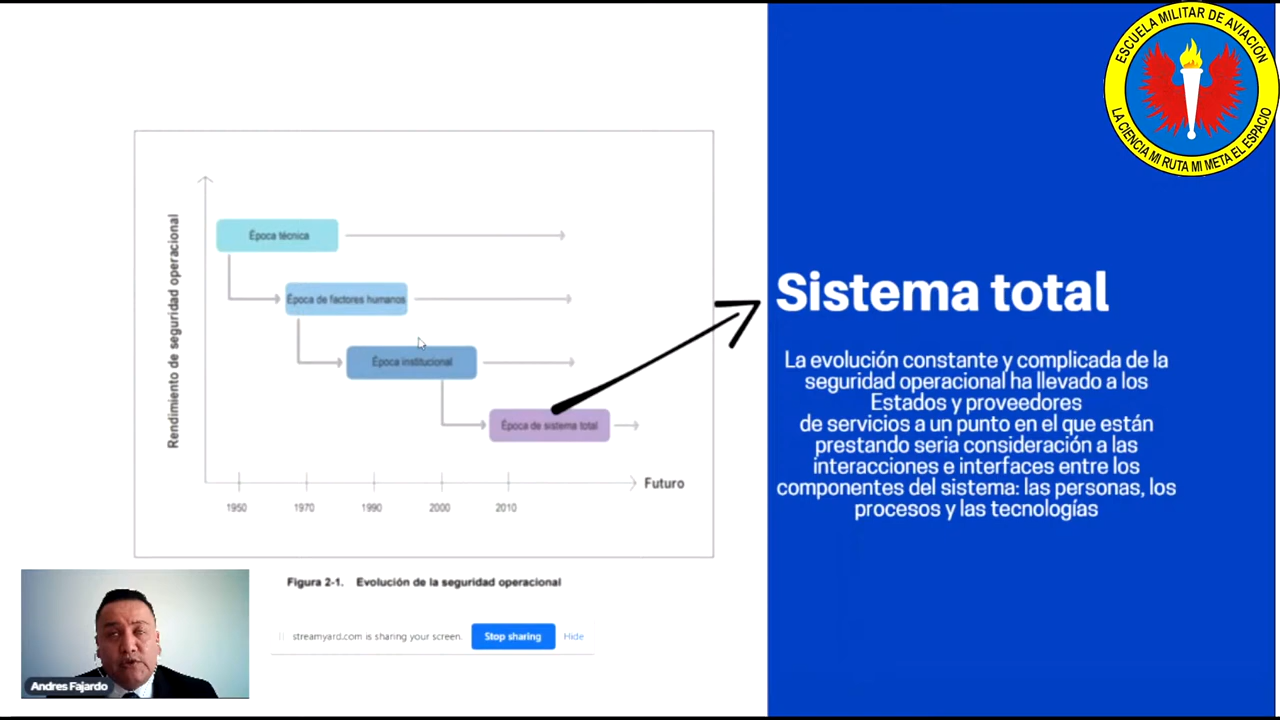 ESCUELA MILITAR DE AVIACIÓN
LA CIENCIA MI RUTA MI META EL ESPACIO
Rendimiento de seguridad operacional
Época técnica
Época de factores humanos
Época institucional
Época de sistema total
Futuro
1950 1970 1990 2000 2010
Figura 2-1. Evolución de la seguridad operacional
Sistema total
La evolución constante y complicada de la
seguridad operacional ha llevado a los
Estados y proveedores
de servicios a un punto en el que están
prestando seria consideración a las
interacciones e interfaces entre los
componentes del sistema: las personas, los
procesos y las tecnologías
streamyard.com is sharing your screen. Stop sharing Hide
Andres Fajardo